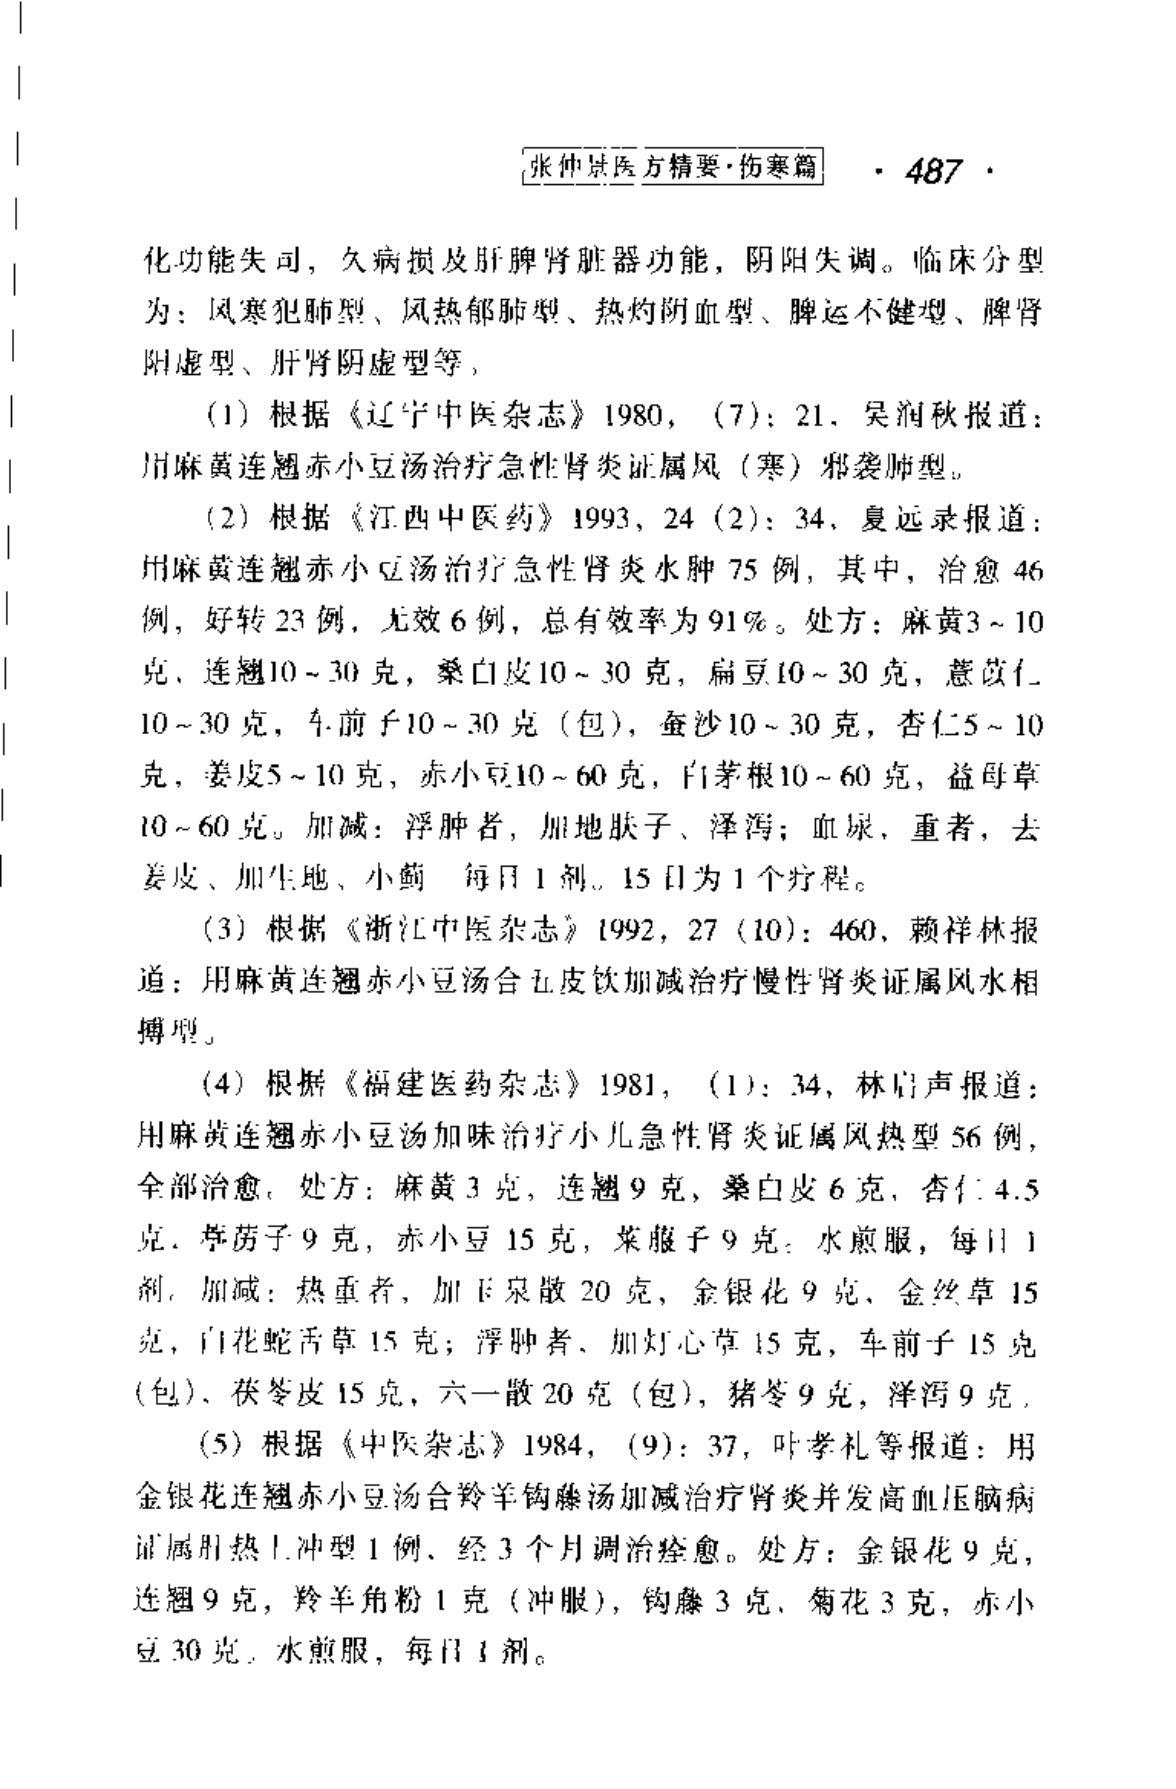 张仲景医方精要·伤寒篇 · 487 ·
化功能失司，久病损及肝脾肾脏器功能，阴阳失调。临床分型
为：风寒犯肺型、风热郁肺型、热灼阴血型、脾运不健型、脾肾
阳虚型、肝肾阴虚型等。
（1）根据《辽宁中医杂志》1980，（7）：21，吴润秋报道：
用麻黄连翘赤小豆汤治疗急性肾炎证属风（寒）邪袭肺型。
（2）根据《江西中医药》1993，24（2）：34，夏远录报道：
用麻黄连翘赤小豆汤治疗急性肾炎水肿 75 例，其中，治愈 46
例，好转 23 例，无效 6 例，总有效率为 91%。处方：麻黄3～10
克，连翘10～30 克，桑白皮10～30 克，扁豆10～30 克，薏苡仁
10～30 克，车前子10～30 克（包），蚕沙10～30 克，杏仁5～10
克，姜皮5～10 克，赤小豆10～60 克，白茅根10～60 克，益母草
10～60 克。加减：浮肿者，加地肤子、泽泻；血尿，重者，去
姜皮、加生地、小蓟 每日 1 剂。15 日为 1 个疗程。
（3）根据《浙江中医杂志》1992，27（10）：460，赖祥林报
道：用麻黄连翘赤小豆汤合五皮饮加减治疗慢性肾炎证属风水相
搏型。
（4）根据《福建医药杂志》1981，（1）：34，林启声报道：
用麻黄连翘赤小豆汤加味治疗小儿急性肾炎证属风热型 56 例，
全部治愈。处方：麻黄 3 克，连翘 9 克，桑白皮 6 克，杏仁 4.5
克，葶苈子 9 克，赤小豆 15 克，莱菔子 9 克。水煎服，每日 1
剂。加减：热重者，加玉泉散 20 克，金银花 9 克，金丝草 15
克，白花蛇舌草 15 克；浮肿者、加灯心草 15 克，车前子 15 克
（包）、茯苓皮 15 克，六一散 20 克（包），猪苓 9 克，泽泻 9 克。
（5）根据《中医杂志》1984，（9）：37，叶孝礼等报道：用
金银花连翘赤小豆汤合羚羊钩藤汤加减治疗肾炎并发高血压脑病
证属肝热上冲型 1 例，经 3 个月调治痊愈。处方：金银花 9 克，
连翘 9 克，羚羊角粉 1 克（冲服），钩藤 3 克，菊花 3 克，赤小
豆 30 克。水煎服，每日 1 剂。